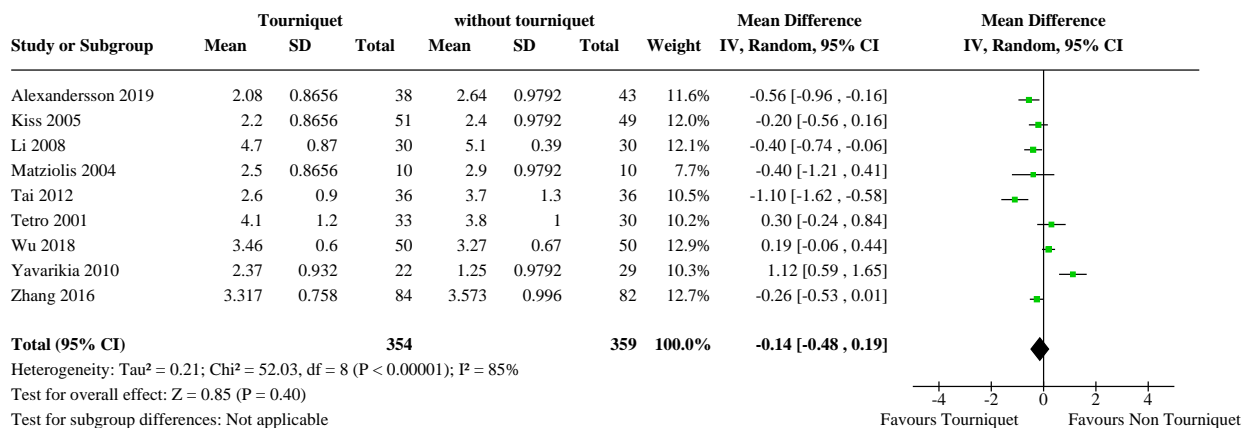 Tourniquet without tourniquet Mean Difference Mean Difference
Study or Subgroup Mean SD Total Mean SD Total Weight IV, Random, 95% CI IV, Random, 95% CI
Alexandersson 2019 2.08 0.8656 38 2.64 0.9792 43 11.6% -0.56 [-0.96 , -0.16]
Kiss 2005 2.2 0.8656 51 2.4 0.9792 49 12.0% -0.20 [-0.56 , 0.16]
Li 2008 4.7 0.87 30 5.1 0.39 30 12.1% -0.40 [-0.74 , -0.06]
Matziolis 2004 2.5 0.8656 10 2.9 0.9792 10 7.7% -0.40 [-1.21 , 0.41]
Tai 2012 2.6 0.9 36 3.7 1.3 36 10.5% -1.10 [-1.62 , -0.58]
Tetro 2001 4.1 1.2 33 3.8 1 30 10.2% 0.30 [-0.24 , 0.84]
Wu 2018 3.46 0.6 50 3.27 0.67 50 12.9% 0.19 [-0.06 , 0.44]
Yavarikia 2010 2.37 0.932 22 1.25 0.9792 29 10.3% 1.12 [0.59 , 1.65]
Zhang 2016 3.317 0.758 84 3.573 0.996 82 12.7% -0.26 [-0.53 , 0.01]
Total (95% CI) 354 359 100.0% -0.14 [-0.48 , 0.19]
Heterogeneity: Tau² = 0.21; Chi² = 52.03, df = 8 (P < 0.00001); I² = 85%
Test for overall effect: Z = 0.85 (P = 0.40)
Test for subgroup differences: Not applicable
-4 -2 0 2 4
Favours Tourniquet Favours Non Tourniquet